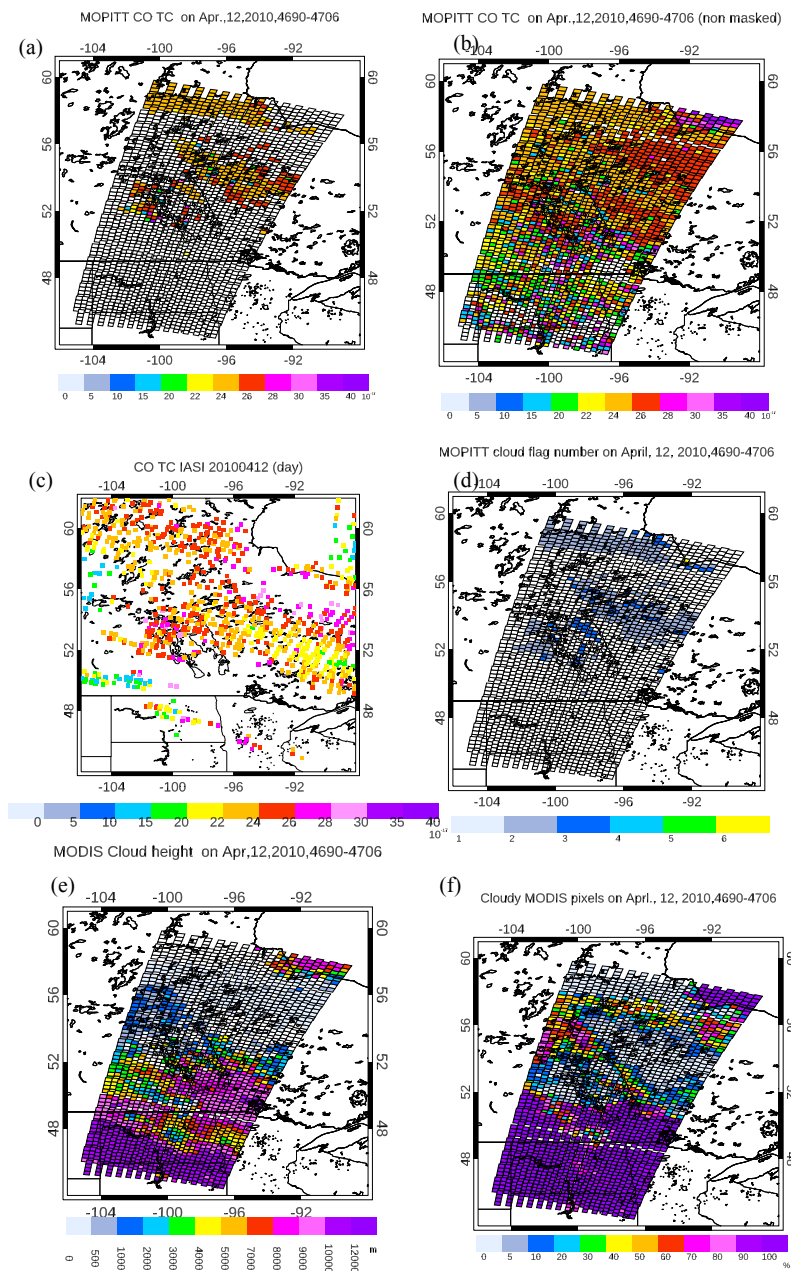 MOPITT CO TC on Apr.,12,2010,4690-4706
(a)
-104 -100 -96 -92
60 60
56 56
52 52
48 48
-104 -100 -96 -92
0 5 10 15 20 22 24 26 28 30 35 40
MOPITT CO TC on Apr.,12,2010,4690-4706 (non masked)
(b)
-104 -100 -96 -92
60 60
56 56
52 52
48 48
-104 -100 -96 -92
0 5 10 15 20 22 24 26 28 30 35 40
CO TC IASI 20100412 (day)
(c)
-104 -100 -96 -92
60 60
56 56
52 52
48 48
-104 -100 -96 -92
0 5 10 15 20 22 24 26 28 30 35 40
MOPITT cloud flag number on April, 12, 2010,4690-4706
(d)
-104 -100 -96 -92
60 60
56 56
52 52
48 48
-104 -100 -96 -92
1 2 3 4 5 6
MODIS Cloud height on Apr,12,2010,4690-4706
(e)
-104 -100 -96 -92
60 60
56 56
52 52
48 48
-104 -100 -96 -92
0 500 1000 2000 3000 4000 5000 7000 8000 9000 10000 12000 m
Cloudy MODIS pixels on Aprl., 12, 2010,4690-4706
(f)
-104 -100 -96 -92
60 60
56 56
52 52
48 48
-104 -100 -96 -92
0 5 10 20 30 40 50 60 70 80 90 100
%